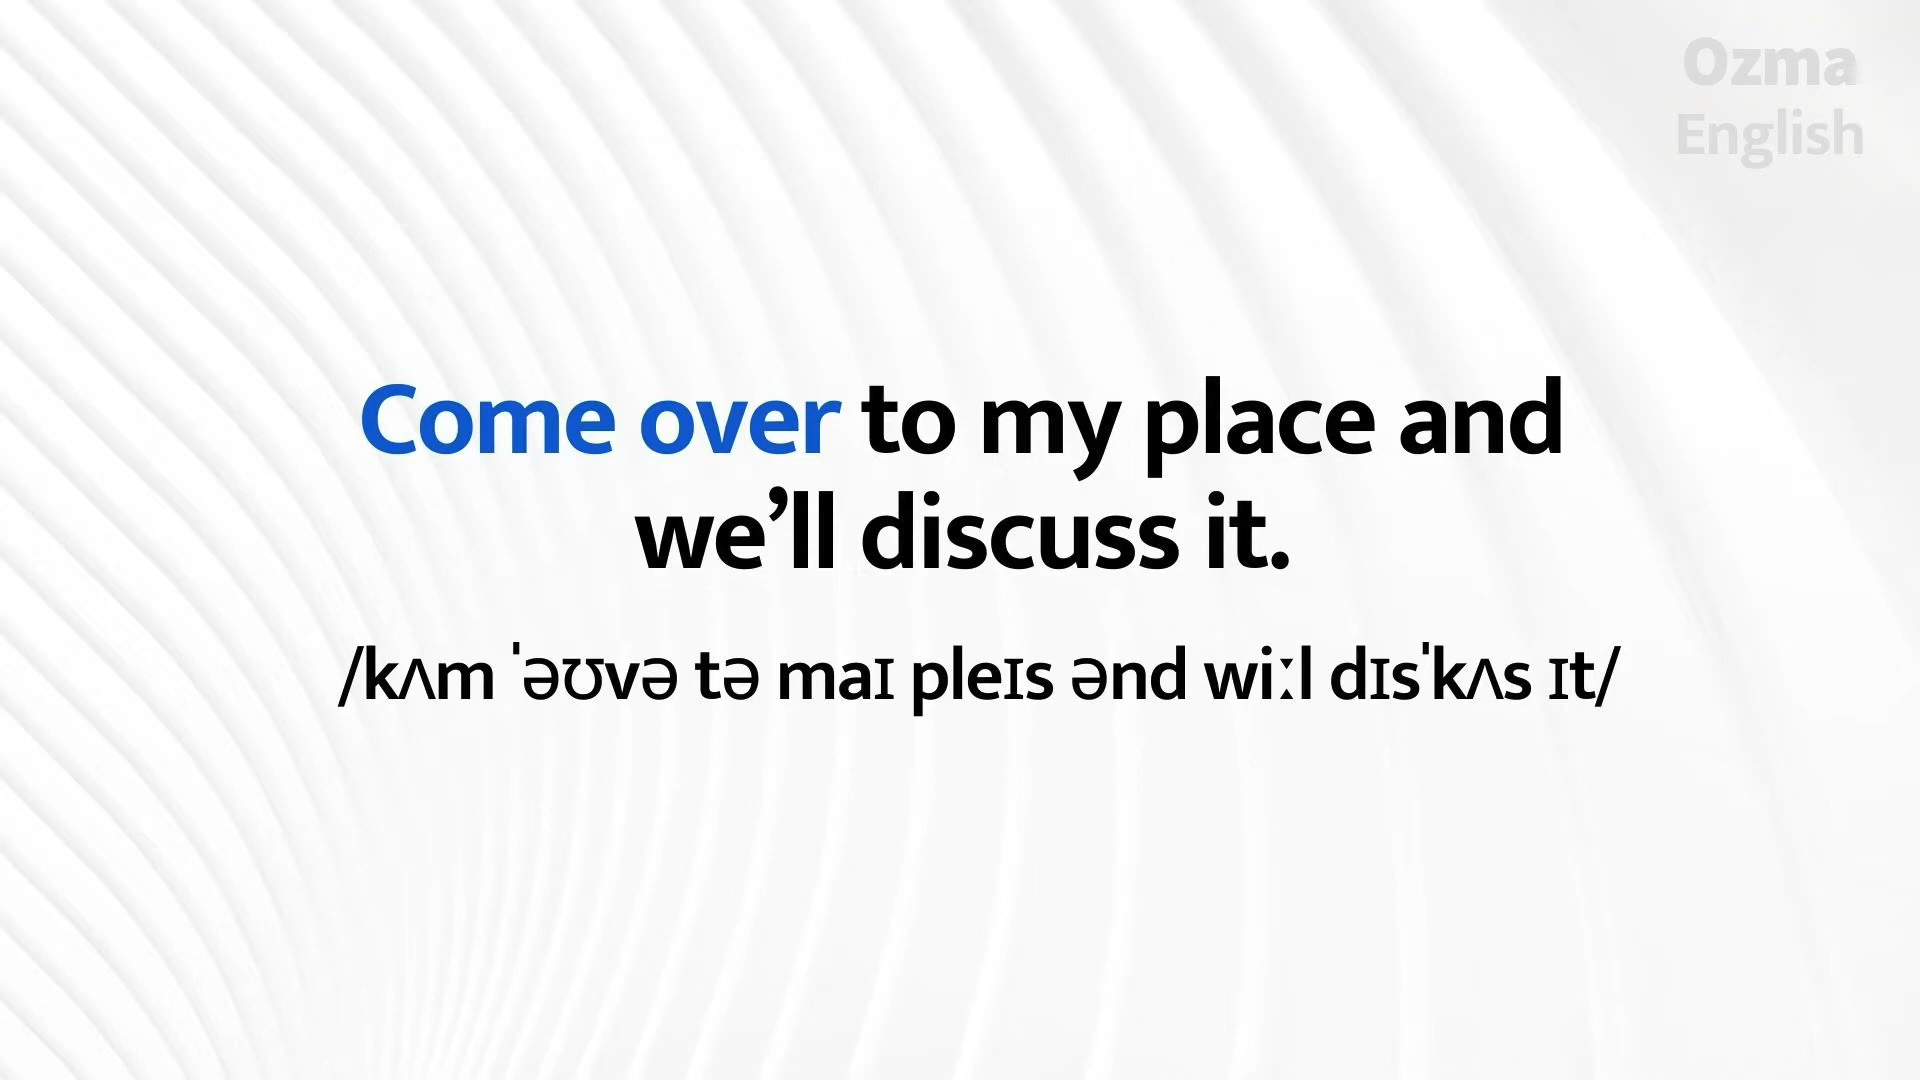 Ozma
English
Come over to my place and
we’ll discuss it.
/kʌm ˈəʊvə tə maɪ pleɪs ənd wiːl dɪsˈkʌs ɪt/